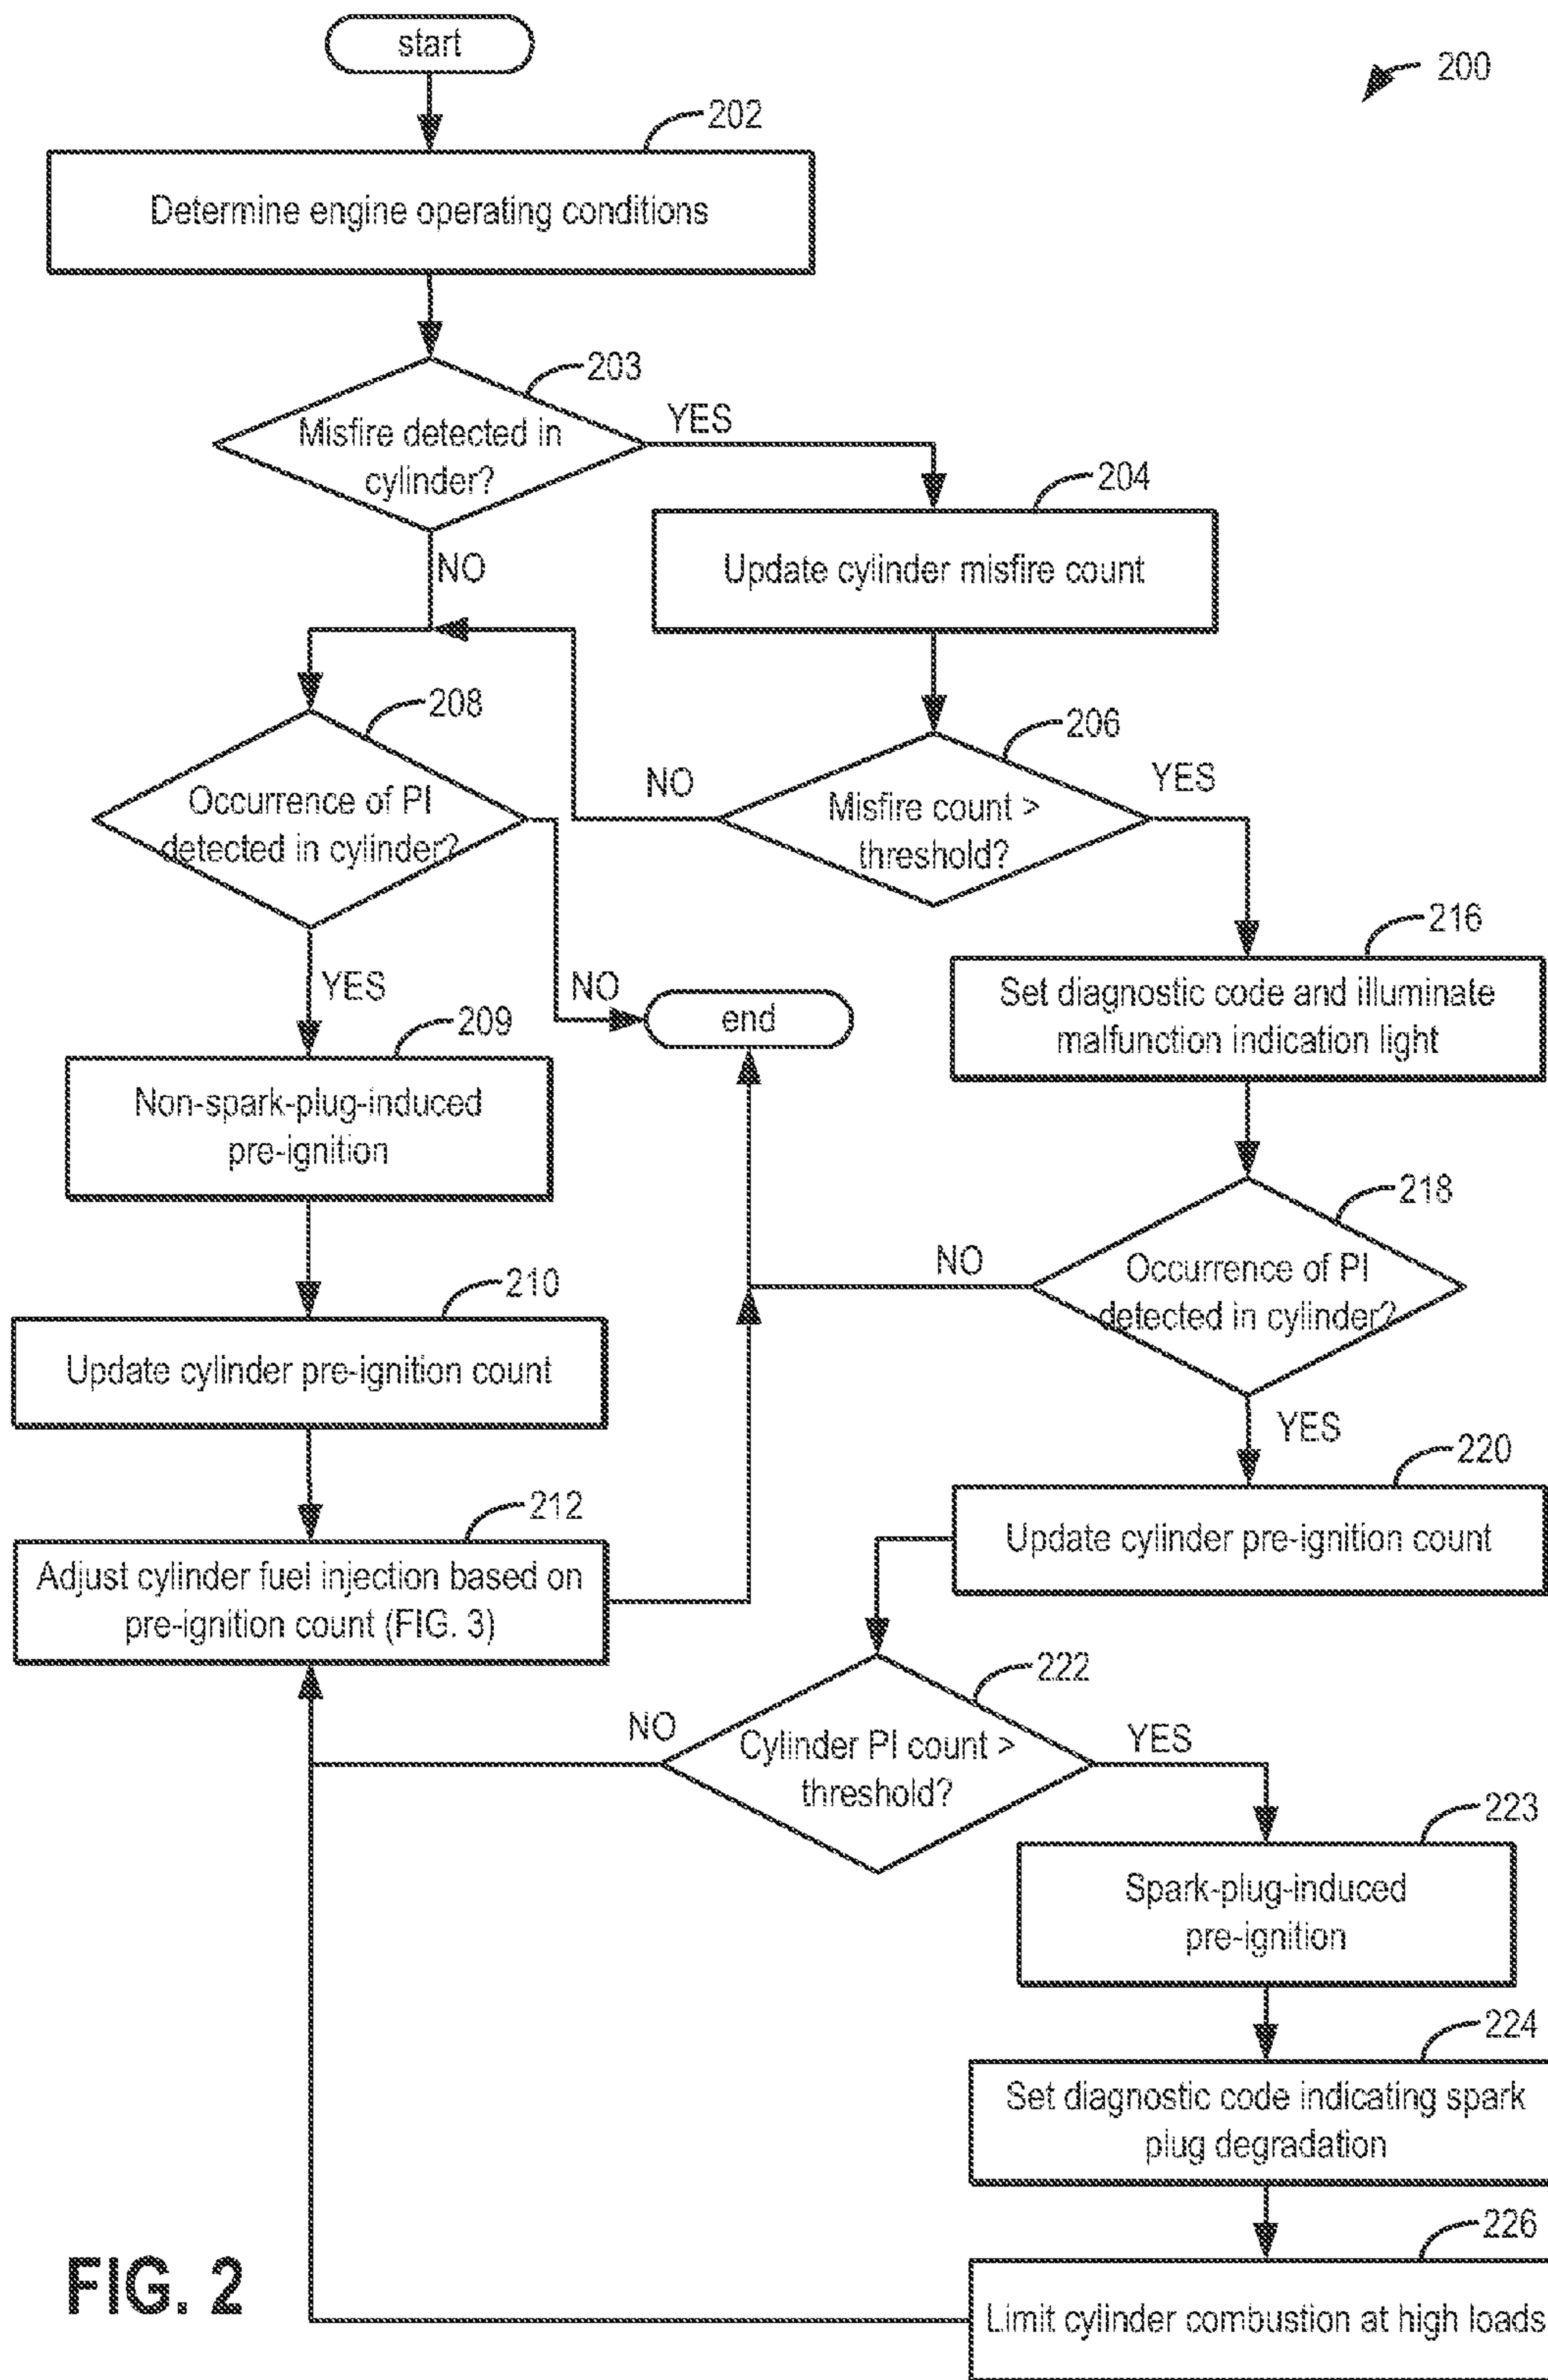 start
200
202
Determine engine operating conditions
203
Misfire detected in
cylinder?
YES
204
Update cylinder misfire count
NO
208
Occurrence of PI
detected in cylinder?
206
NO
YES
Misfire count >
threshold?
216
Set diagnostic code and illuminate
malfunction indication light
YES
NO
end
209
Non-spark-plug-induced
pre-ignition
218
NO
Occurrence of PI
detected in cylinder?
210
Update cylinder pre-ignition count
YES
220
Update cylinder pre-ignition count
212
Adjust cylinder fuel injection based on
pre-ignition count (FIG. 3)
222
NO
YES
Cylinder PI count >
threshold?
223
Spark-plug-induced
pre-ignition
224
Set diagnostic code indicating spark
plug degradation
226
Limit cylinder combustion at high loads
FIG. 2